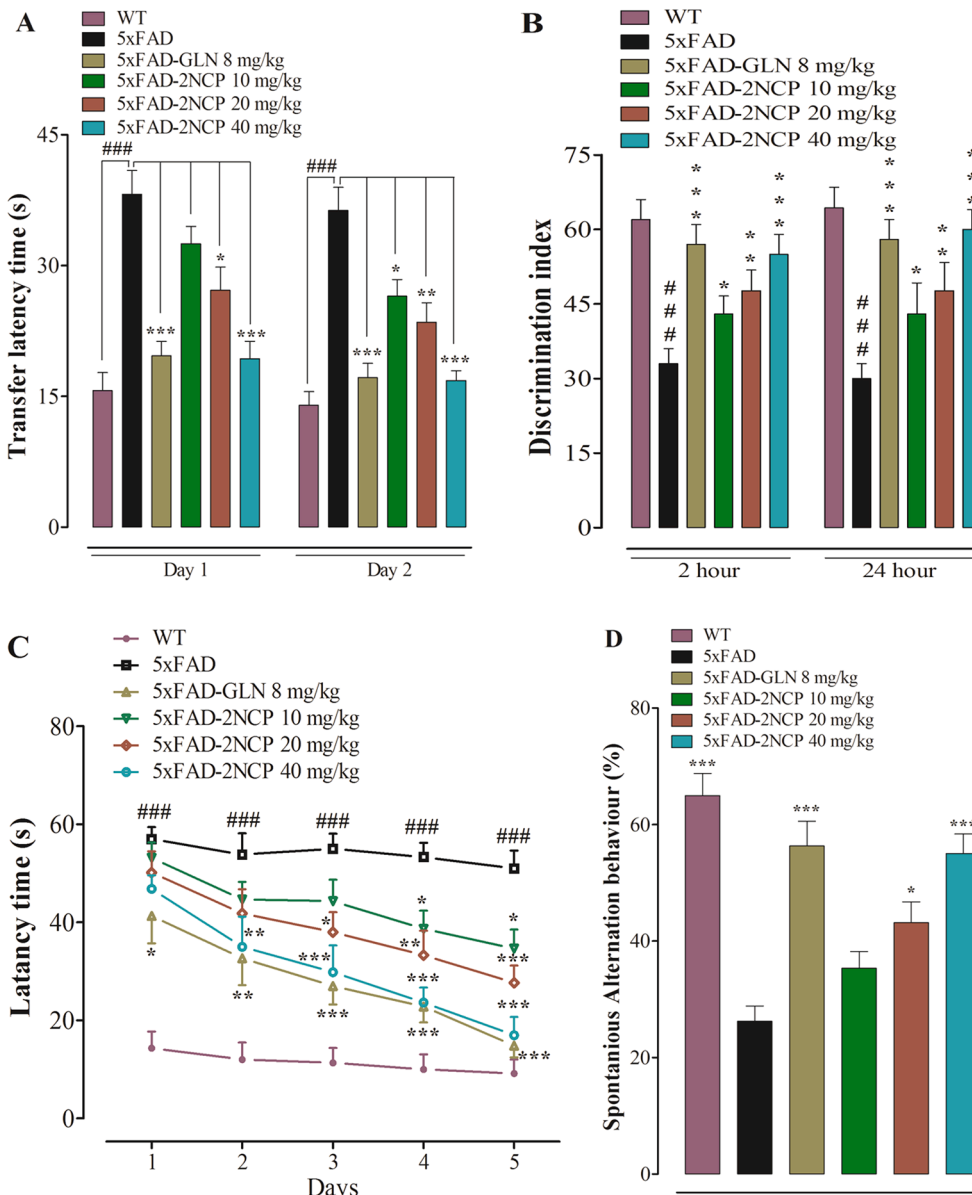 A
WT
5xFAD
5xFAD-GLN 8 mg/kg
5xFAD-2NCP 10 mg/kg
5xFAD-2NCP 20 mg/kg
5xFAD-2NCP 40 mg/kg
Transfer latency time (s)
45
30
15
0
###
***
*
***
###
***
*
**
***
Day 1
Day 2
B
WT
5xFAD
5xFAD-GLN 8 mg/kg
5xFAD-2NCP 10 mg/kg
5xFAD-2NCP 20 mg/kg
5xFAD-2NCP 40 mg/kg
Discrimination index
75
60
45
30
15
0
###
***
*
**
***
###
***
*
**
***
2 hour
24 hour
C
WT
5xFAD
5xFAD-GLN 8 mg/kg
5xFAD-2NCP 10 mg/kg
5xFAD-2NCP 20 mg/kg
5xFAD-2NCP 40 mg/kg
Latancy time (s)
80
60
40
20
0
### ### ### ### ###
*
**
**
*
***
***
*
**
***
***
*
***
***
***
1 2 3 4 5
Days
D
WT
5xFAD
5xFAD-GLN 8 mg/kg
5xFAD-2NCP 10 mg/kg
5xFAD-2NCP 20 mg/kg
5xFAD-2NCP 40 mg/kg
Spontanious Alternation behaviour (%)
80
60
40
20
0
***
***
*
***